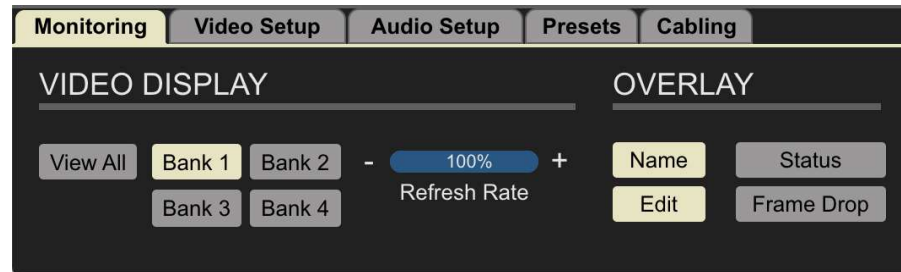 Monitoring Video Setup Audio Setup Presets Cabling
VIDEO DISPLAY OVERLAY
View All Bank 1 Bank 2 - 100% + Name Status
Refresh Rate
Bank 3 Bank 4 Edit Frame Drop